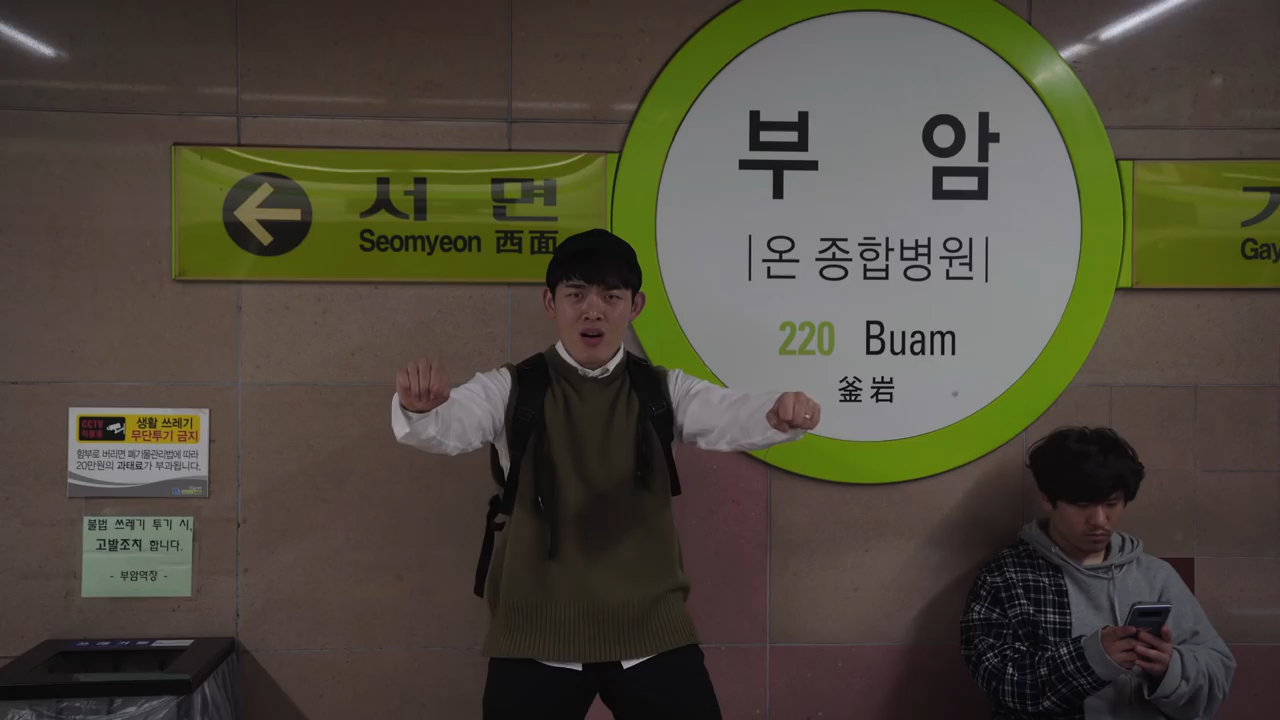 서 면
Seomyeon 西面
부 암
|온 종합병원|
220 Buam
釜岩
Gay
CCTV
생활 쓰레기
무단투기 금지
함부로 버리면 폐기물관리법에 따라
20만원의 과태료가 부과됩니다.
불법 쓰레기 투기 시,
고발조치 합니다.
- 부암역장 -
쓰레기통